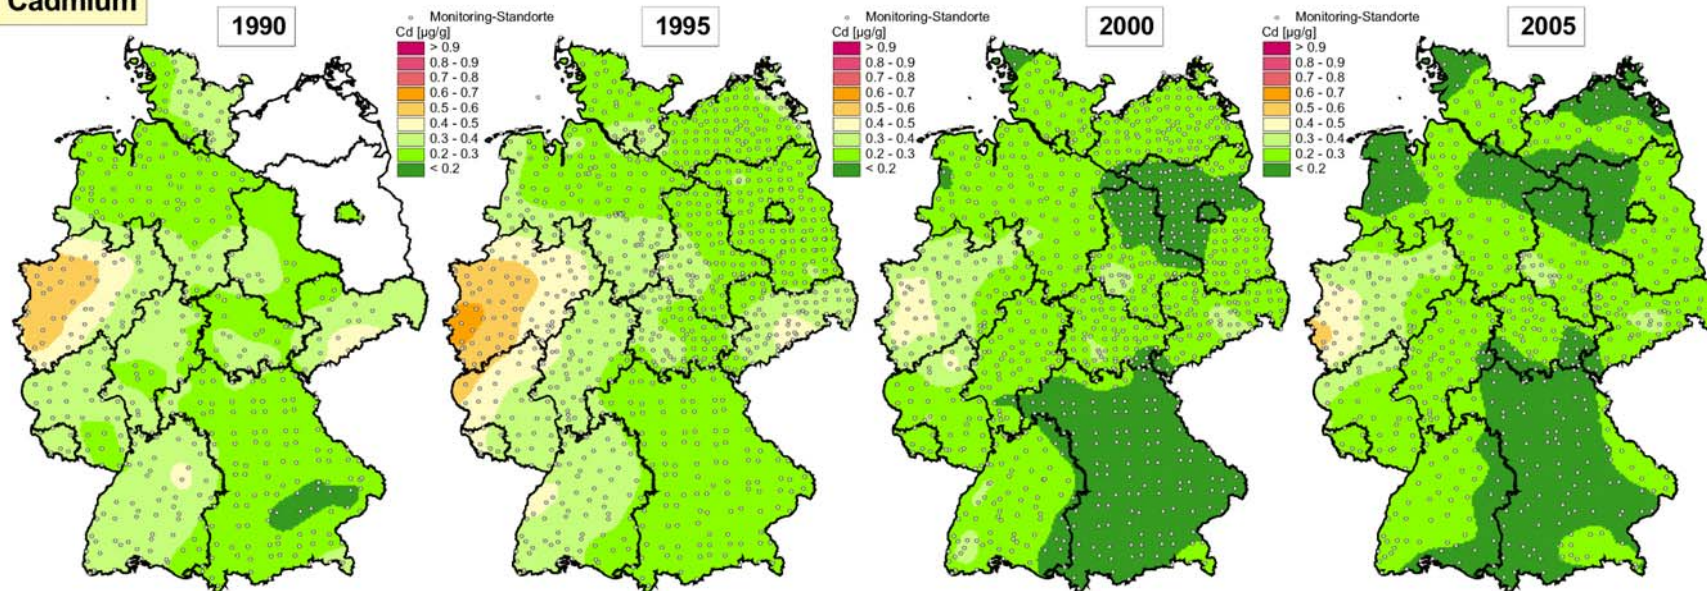 Cadmium
1990
Monitoring-Standorte
Cd [µg/g]
> 0.9
0.8 - 0.9
0.7 - 0.8
0.6 - 0.7
0.5 - 0.6
0.4 - 0.5
0.3 - 0.4
0.2 - 0.3
< 0.2
1995
Monitoring-Standorte
Cd [µg/g]
> 0.9
0.8 - 0.9
0.7 - 0.8
0.6 - 0.7
0.5 - 0.6
0.4 - 0.5
0.3 - 0.4
0.2 - 0.3
< 0.2
2000
Monitoring-Standorte
Cd [µg/g]
> 0.9
0.8 - 0.9
0.7 - 0.8
0.6 - 0.7
0.5 - 0.6
0.4 - 0.5
0.3 - 0.4
0.2 - 0.3
< 0.2
2005